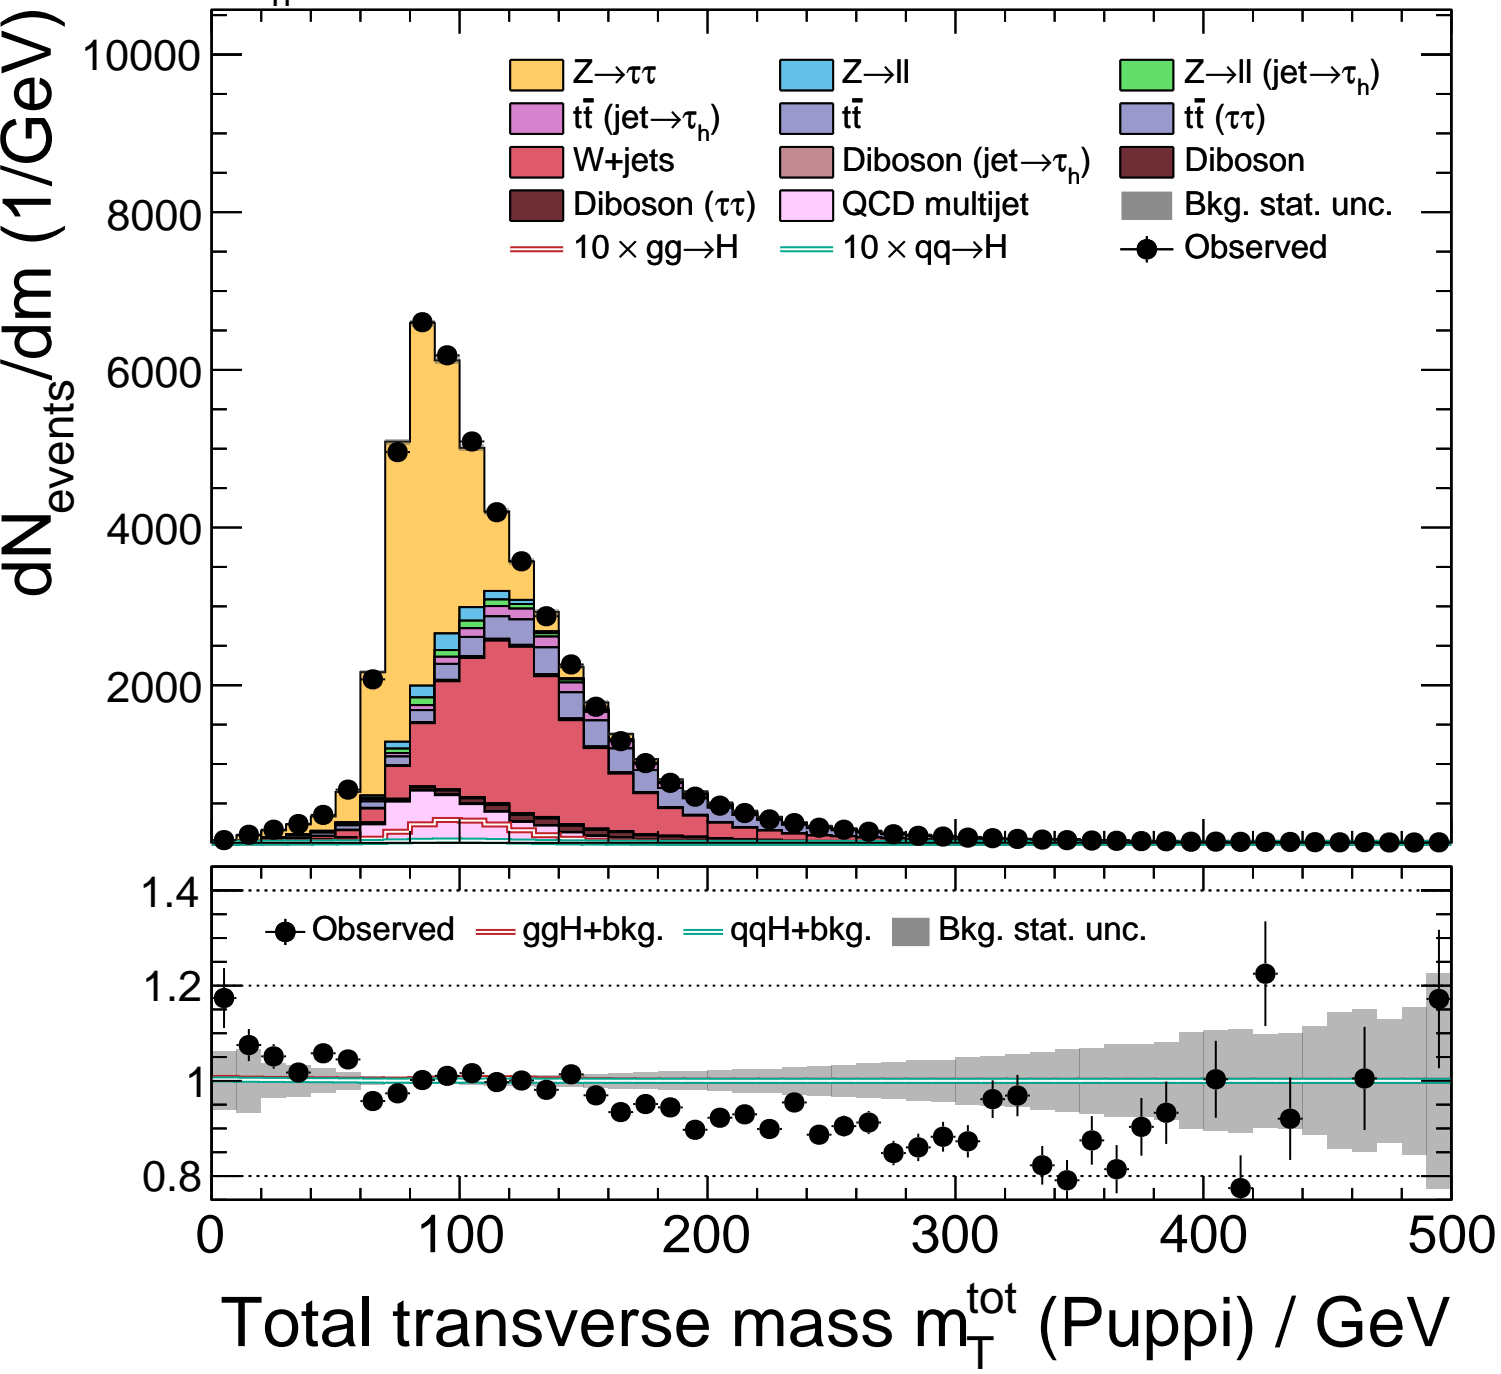 10000
8000
6000
4000
2000
dN_events/dm (1/GeV)
Z→ττ Z→ll Z→ll (jet→τ_h)
tt̄ (jet→τ_h) tt̄ tt̄ (ττ)
W+jets Diboson (jet→τ_h) Diboson
Diboson (ττ) QCD multijet Bkg. stat. unc.
10 × gg→H 10 × qq→H Observed
1.4
1.2
1
0.8
Observed ggH+bkg. qqH+bkg. Bkg. stat. unc.
0 100 200 300 400 500
Total transverse mass m_T^tot (Puppi) / GeV